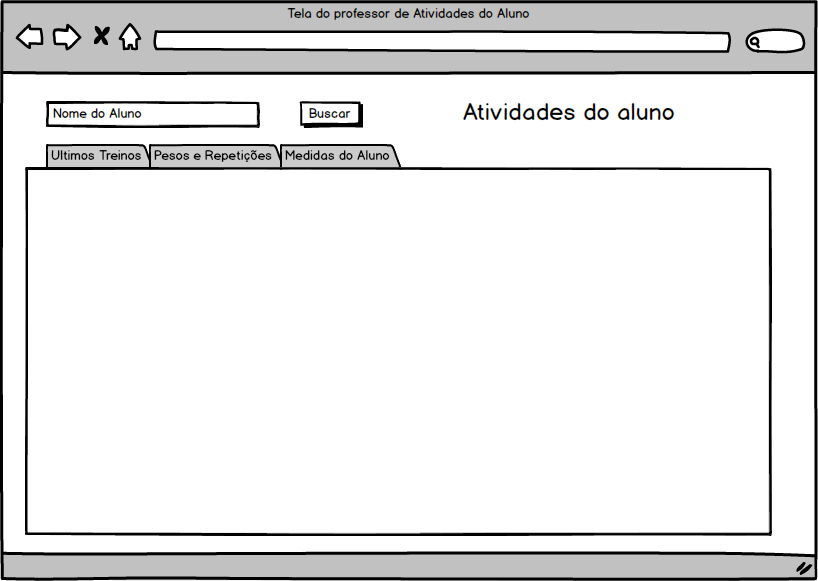 Tela do professor de Atividades do Aluno
Nome do Aluno
Buscar
Atividades do aluno
Ultimos Treinos
Pesos e Repetições
Medidas do Aluno